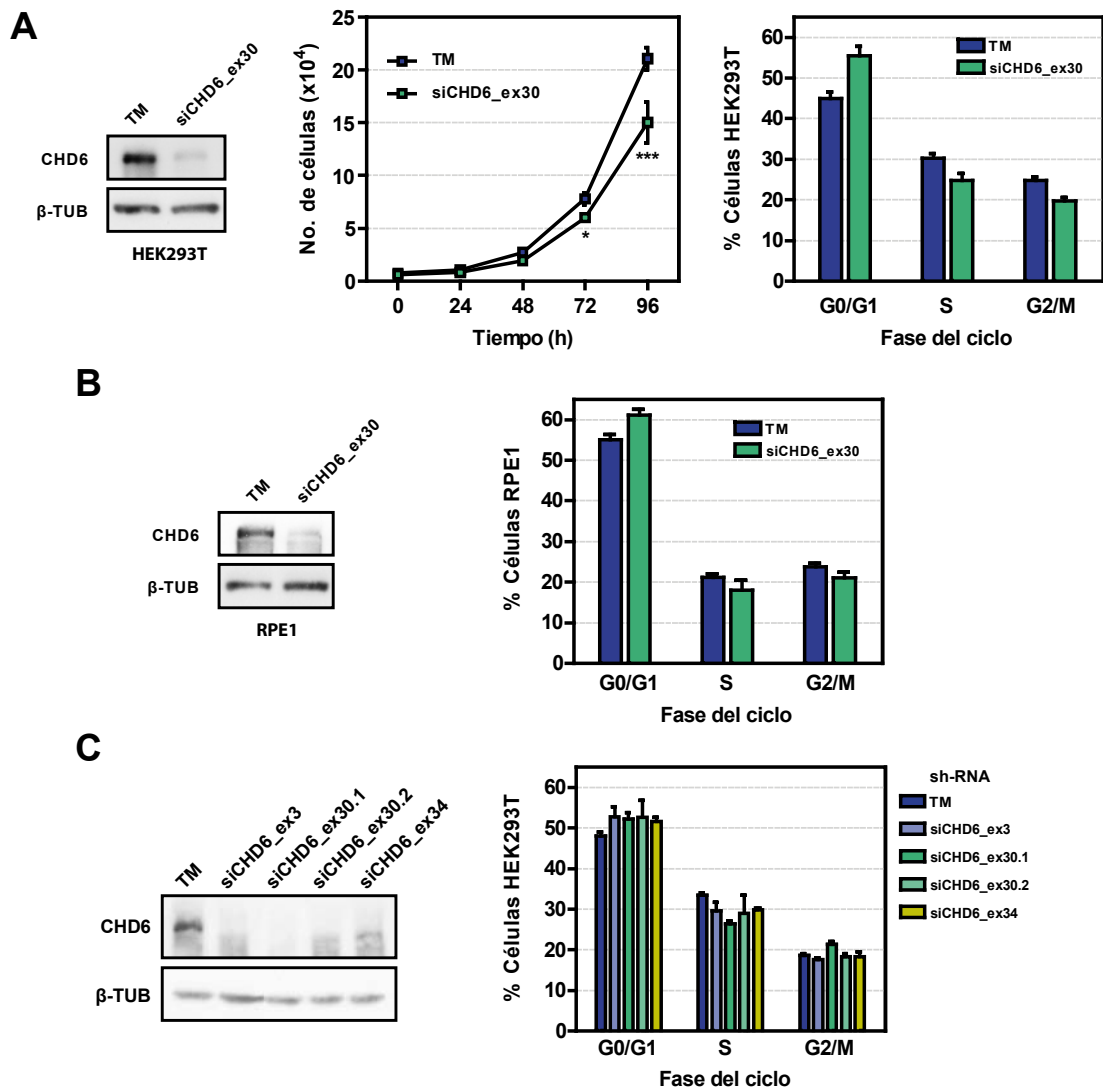 A
TM
siCHD6_ex30
CHD6
β-TUB
HEK293T
No. de células (x10⁴)
25
20
15
10
5
0
TM
siCHD6_ex30
*
***
0 24 48 72 96
Tiempo (h)
% Células HEK293T
60
50
40
30
20
10
0
TM
siCHD6_ex30
G0/G1 S G2/M
Fase del ciclo
B
TM
siCHD6_ex30
CHD6
β-TUB
RPE1
% Células RPE1
60
50
40
30
20
10
0
TM
siCHD6_ex30
G0/G1 S G2/M
Fase del ciclo
C
TM
siCHD6_ex3
siCHD6_ex30.1
siCHD6_ex30.2
siCHD6_ex34
CHD6
β-TUB
% Células HEK293T
60
50
40
30
20
10
0
G0/G1 S G2/M
Fase del ciclo
sh-RNA
TM
siCHD6_ex3
siCHD6_ex30.1
siCHD6_ex30.2
siCHD6_ex34